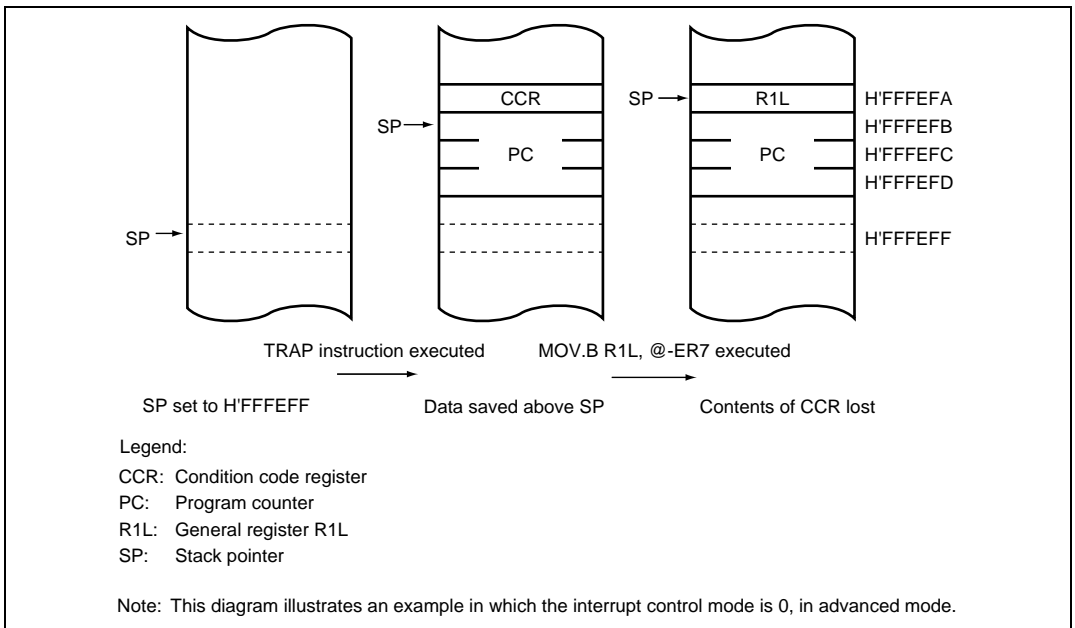 CCR
SP
R1L
H'FFFEFA
SP
H'FFFEFB
PC
PC
H'FFFEFC
H'FFFEFD
SP
H'FFFEFF
TRAP instruction executed
MOV.B R1L, @-ER7 executed
SP set to H'FFFEFF
Data saved above SP
Contents of CCR lost
Legend:
CCR: Condition code register
PC: Program counter
R1L: General register R1L
SP: Stack pointer
Note: This diagram illustrates an example in which the interrupt control mode is 0, in advanced mode.